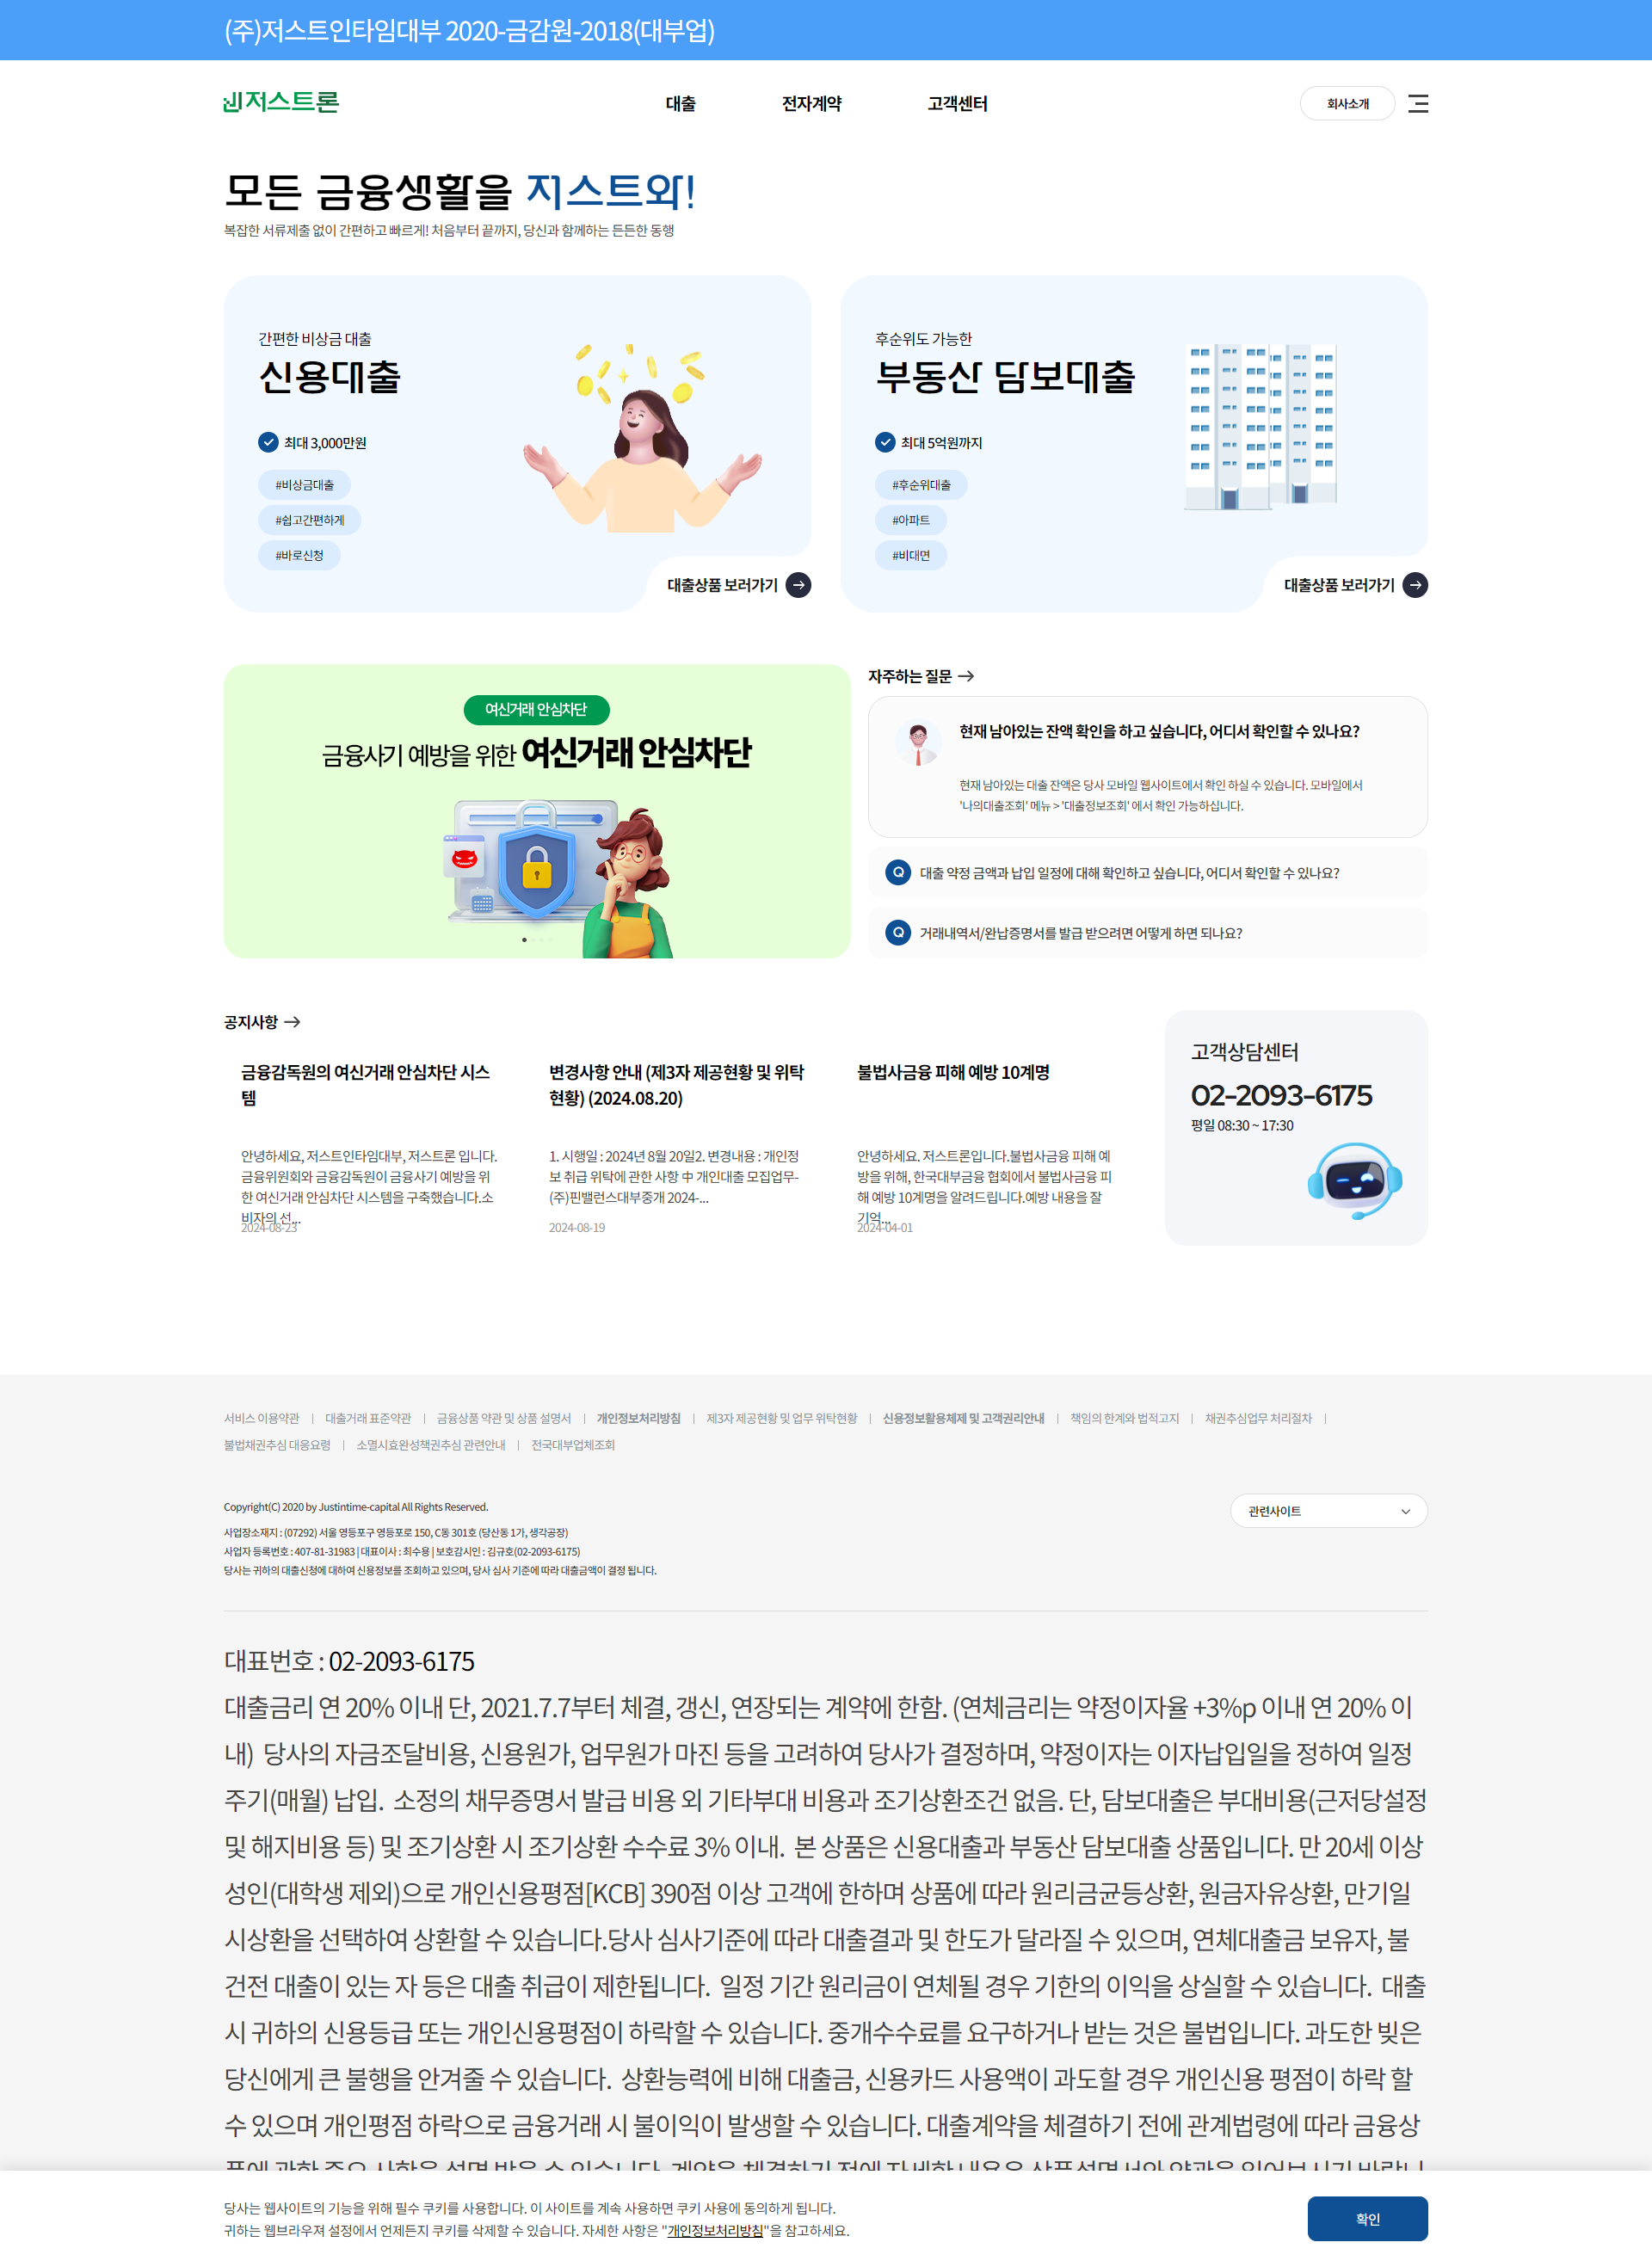 (주)저스트인타임대부 2020-금감원-2018(대부업)
저스트론
대출
전자계약
고객센터
회사소개
모든 금융생활을 저스트와!
복잡한 서류제출 없이 간편하고 빠르게! 처음부터 끝까지, 당신과 함께하는 든든한 동행
간편한 비상금 대출
신용대출
최대 3,000만원
#비상금대출
#쉽고간편하게
#바로신청
대출상품 보러가기
후순위도 가능한
부동산 담보대출
최대 5억원까지
#후순위대출
#아파트
#비대면
대출상품 보러가기
여신거래 안심차단
금융사기 예방을 위한 여신거래 안심차단
자주하는 질문
현재 남아있는 잔액 확인을 하고 싶습니다, 어디서 확인할 수 있나요?
현재 남아있는 대출 잔액은 당사 모바일 웹사이트에서 확인 하실 수 있습니다. 모바일에서
'나의대출조회' 메뉴 > '대출정보조회' 에서 확인 가능하십니다.
Q 대출 약정 금액과 납입 일정에 대해 확인하고 싶습니다, 어디서 확인할 수 있나요?
Q 거래내역서/완납증명서를 발급 받으려면 어떻게 하면 되나요?
공지사항
금융감독원의 여신거래 안심차단 시스
템
안녕하세요, 저스트인타임대부, 저스트론 입니다.
금융위원회와 금융감독원이 금융사기 예방을 위
한 여신거래 안심차단 시스템을 구축했습니다.소
비자의 선...
2024-08-23
변경사항 안내 (제3자 제공현황 및 위탁
현황) (2024.08.20)
1. 시행일 : 2024년 8월 20일2. 변경내용 : 개인정
보 취급 위탁에 관한 사항 中 개인대출 모집업무-
(주)핀밸런스대부중개 2024-...
2024-08-19
불법사금융 피해 예방 10계명
안녕하세요. 저스트론입니다.불법사금융 피해 예
방을 위해, 한국대부금융 협회에서 불법사금융 피
해 예방 10계명을 알려드립니다.예방 내용을 잘
기억...
2024-04-01
고객상담센터
02-2093-6175
평일 08:30 ~ 17:30
서비스 이용약관 | 대출거래 표준약관 | 금융상품 약관 및 상품 설명서 | 개인정보처리방침 | 제3자 제공현황 및 업무 위탁현황 | 신용정보활용체제 및 고객권리안내 | 책임의 한계와 법적고지 | 채권추심업무 처리절차 |
불법채권추심 대응요령 | 소멸시효완성책권추심 관련안내 | 전국대부업체조회
Copyright(C) 2020 by Justintime-capital All Rights Reserved.
관련사이트
사업장소재지 : (07292) 서울 영등포구 영등포로 150, C동 301호 (당산동 1가, 생각공장)
사업자 등록번호 : 407-81-31983 | 대표이사 : 최수용 | 보호감시인 : 김규호(02-2093-6175)
당사는 귀하의 대출신청에 대하여 신용정보를 조회하고 있으며, 당사 심사 기준에 따라 대출금액이 결정 됩니다.
대표번호 : 02-2093-6175
대출금리 연 20% 이내 단, 2021.7.7부터 체결, 갱신, 연장되는 계약에 한함. (연체금리는 약정이자율 +3%p 이내 연 20% 이
내) 당사의 자금조달비용, 신용원가, 업무원가 마진 등을 고려하여 당사가 결정하며, 약정이자는 이자납입일을 정하여 일정
주기(매월) 납입. 소정의 채무증명서 발급 비용 외 기타부대 비용과 조기상환조건 없음. 단, 담보대출은 부대비용(근저당설정
및 해지비용 등) 및 조기상환 시 조기상환 수수료 3% 이내. 본 상품은 신용대출과 부동산 담보대출 상품입니다. 만 20세 이상
성인(대학생 제외)으로 개인신용평점[KCB] 390점 이상 고객에 한하며 상품에 따라 원리금균등상환, 원금자유상환, 만기일
시상환을 선택하여 상환할 수 있습니다.당사 심사기준에 따라 대출결과 및 한도가 달라질 수 있으며, 연체대출금 보유자, 불
건전 대출이 있는 자 등은 대출 취급이 제한됩니다. 일정 기간 원리금이 연체될 경우 기한의 이익을 상실할 수 있습니다. 대출
시 귀하의 신용등급 또는 개인신용평점이 하락할 수 있습니다. 중개수수료를 요구하거나 받는 것은 불법입니다. 과도한 빚은
당신에게 큰 불행을 안겨줄 수 있습니다. 상환능력에 비해 대출금, 신용카드 사용액이 과도할 경우 개인신용 평점이 하락 할
수 있으며 개인평점 하락으로 금융거래 시 불이익이 발생할 수 있습니다. 대출계약을 체결하기 전에 관계법령에 따라 금융상
품에 관한 중요 사항을 설명 받을 수 있습니다. 계약을 체결하기 전에 자세한 내용은 상품설명서와 약관을 읽어보시기 바랍니
당사는 웹사이트의 기능을 위해 필수 쿠키를 사용합니다. 이 사이트를 계속 사용하면 쿠키 사용에 동의하게 됩니다.
귀하는 웹브라우져 설정에서 언제든지 쿠키를 삭제할 수 있습니다. 자세한 사항은 "개인정보처리방침"을 참고하세요.
확인